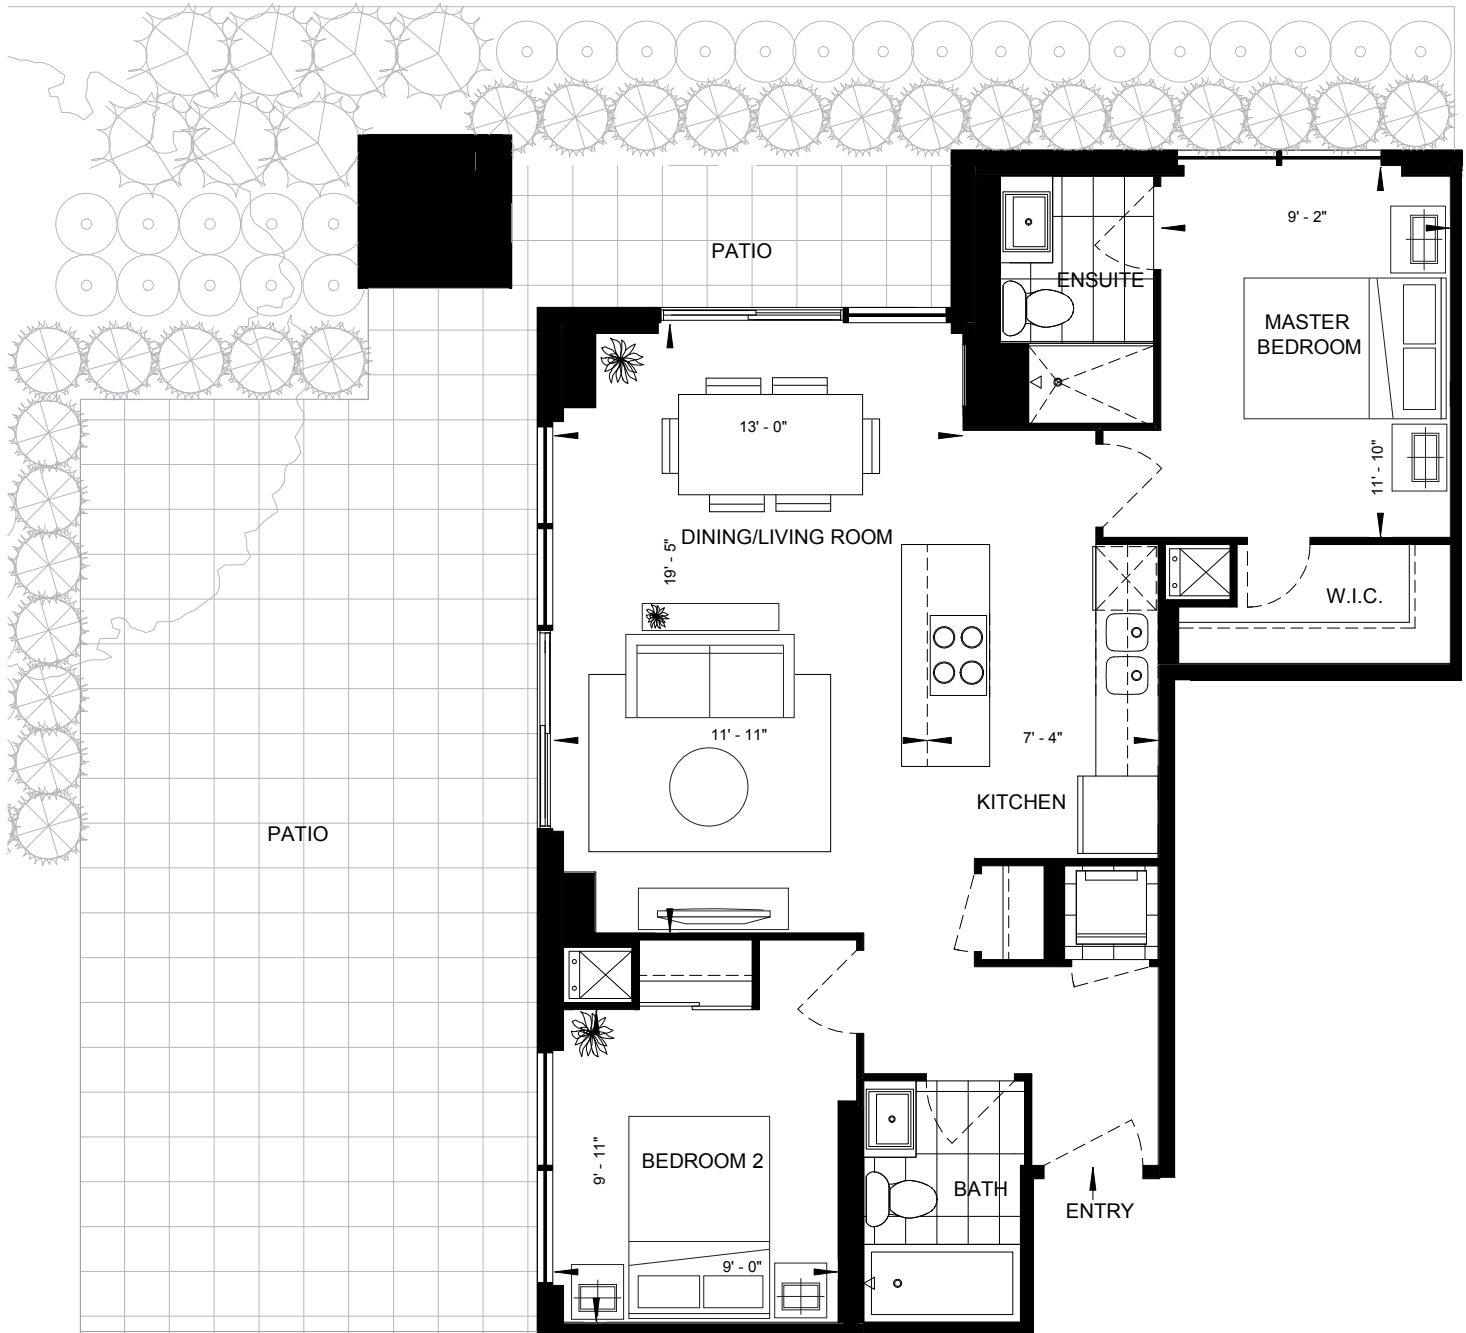 PATIO
9' - 2"
ENSUITE
MASTER
BEDROOM
13' - 0"
11' - 10"
DINING/LIVING ROOM
19' - 5"
W.I.C.
11' - 11"
7' - 4"
KITCHEN
PATIO
9' - 11"
BEDROOM 2
BATH
ENTRY
9' - 0"